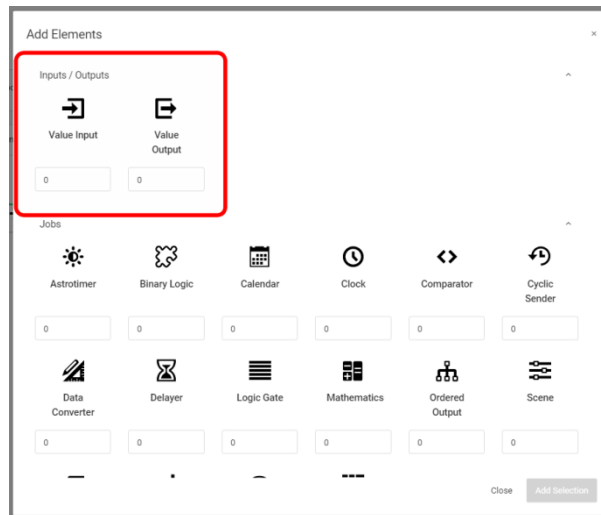 Add Elements
×
Inputs / Outputs
Value Input
Value
Output
0
0
Jobs
Astrotimer
Binary Logic
Calendar
Clock
Comparator
Cyclic
Sender
0
0
0
0
0
0
Data
Converter
Delayer
Logic Gate
Mathematics
Ordered
Output
Scene
0
0
0
0
0
0
Close
Add Selection